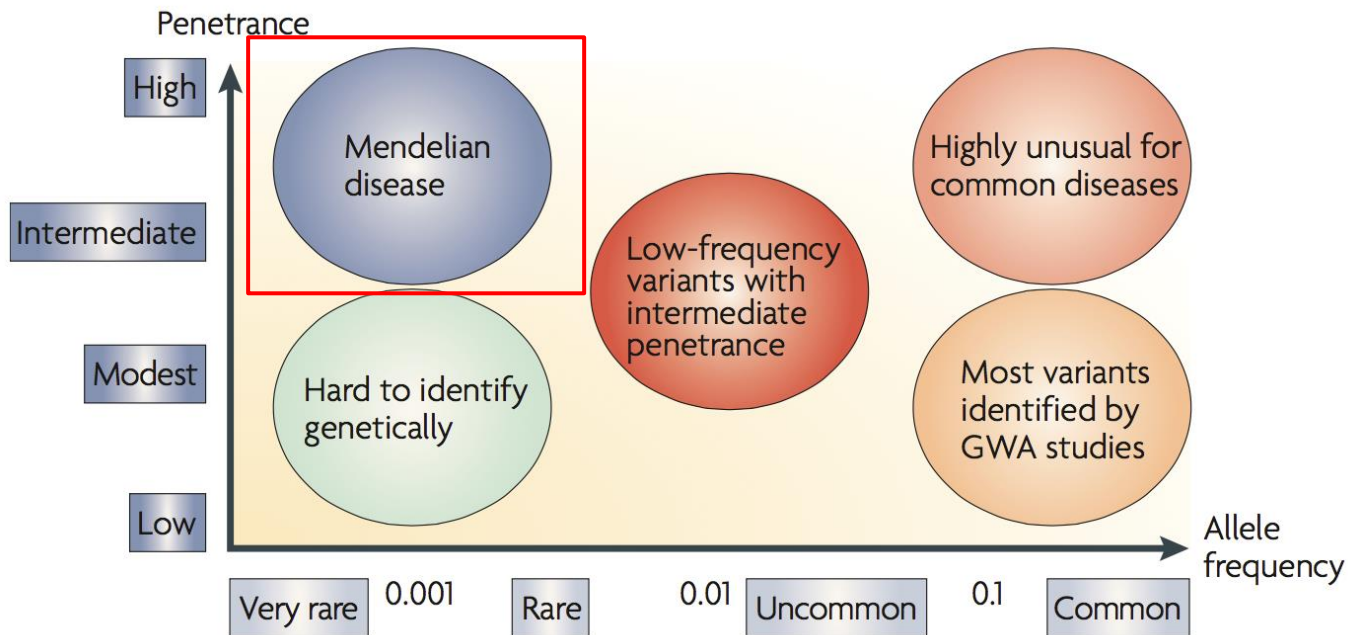 Penetrance
High
Mendelian
disease
Highly unusual for
common diseases
Intermediate
Low-frequency
variants with
intermediate
penetrance
Modest
Hard to identify
genetically
Most variants
identified by
GWA studies
Low
Allele
frequency
Very rare
0.001
Rare
0.01
Uncommon
0.1
Common